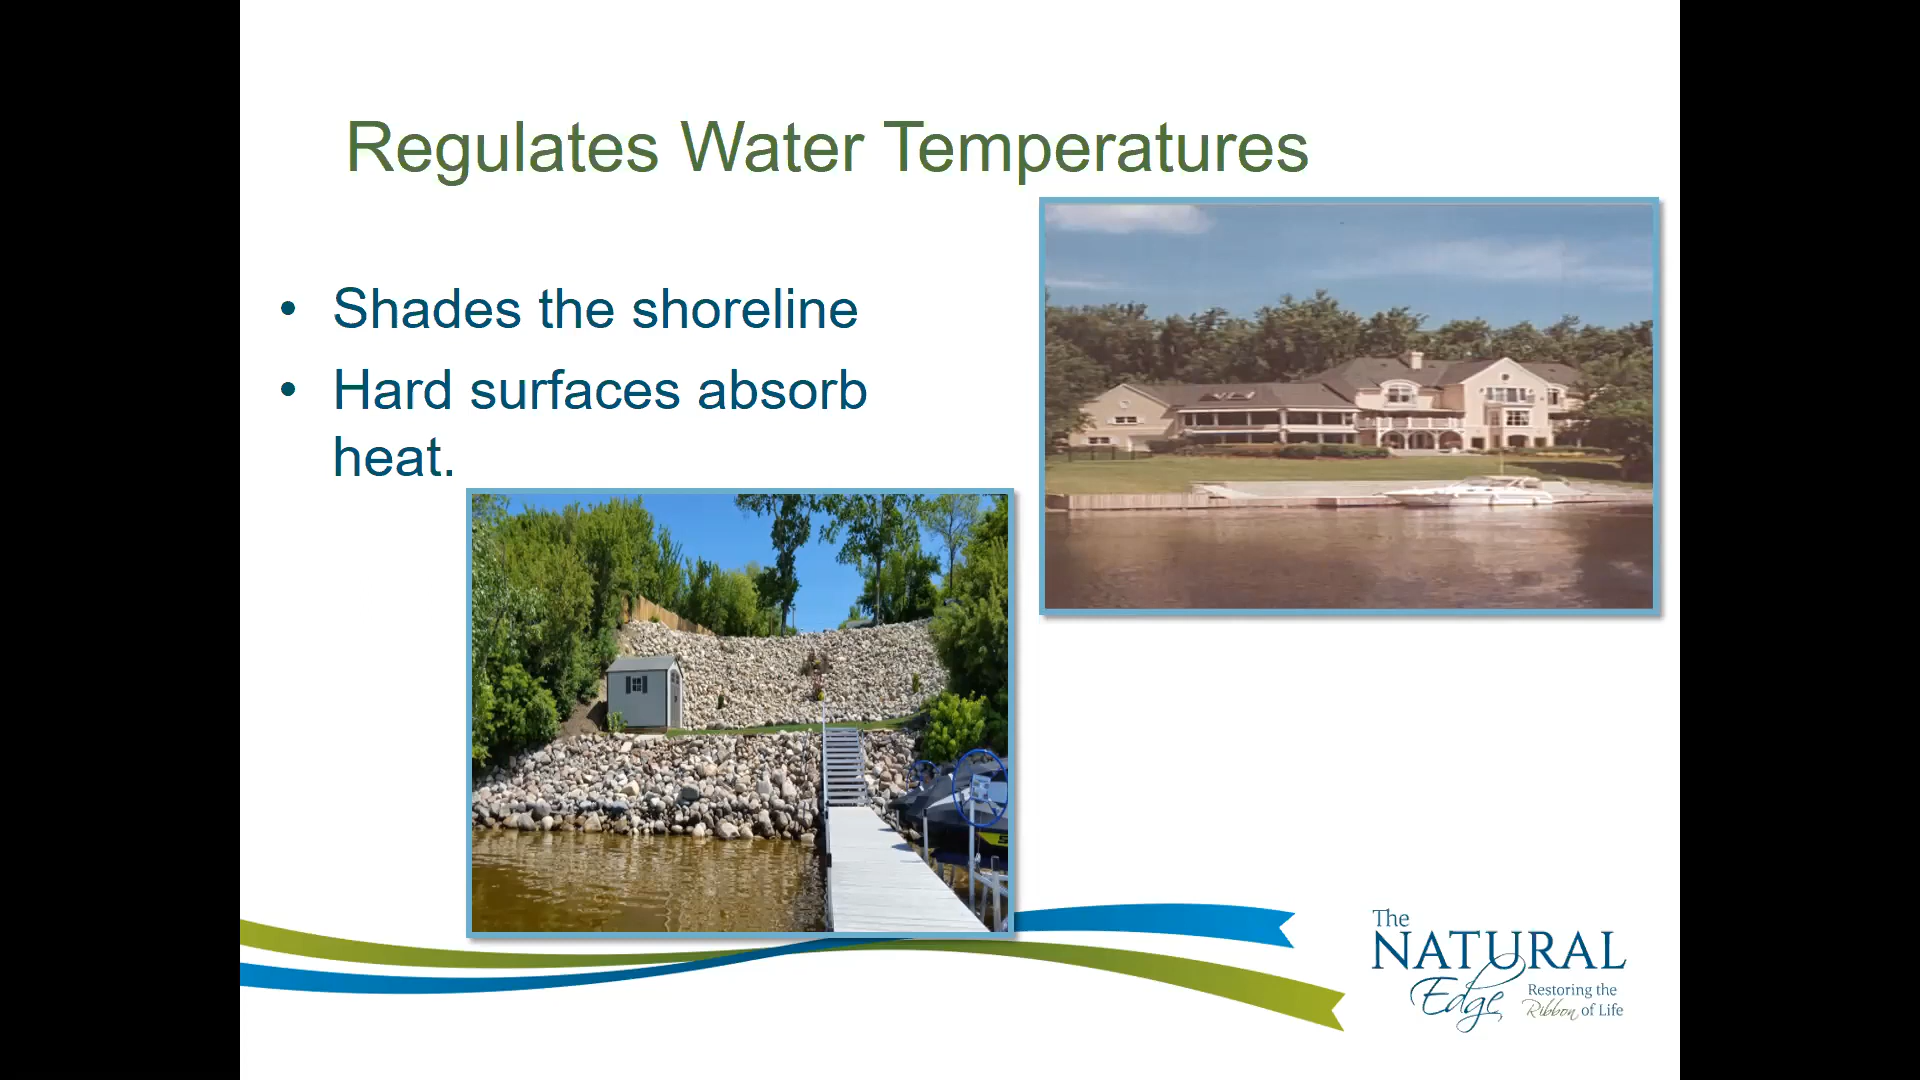 Regulates Water Temperatures
• Shades the shoreline
• Hard surfaces absorb
heat.
The
NATURAL
Edge
Restoring the
Ribbon of Life